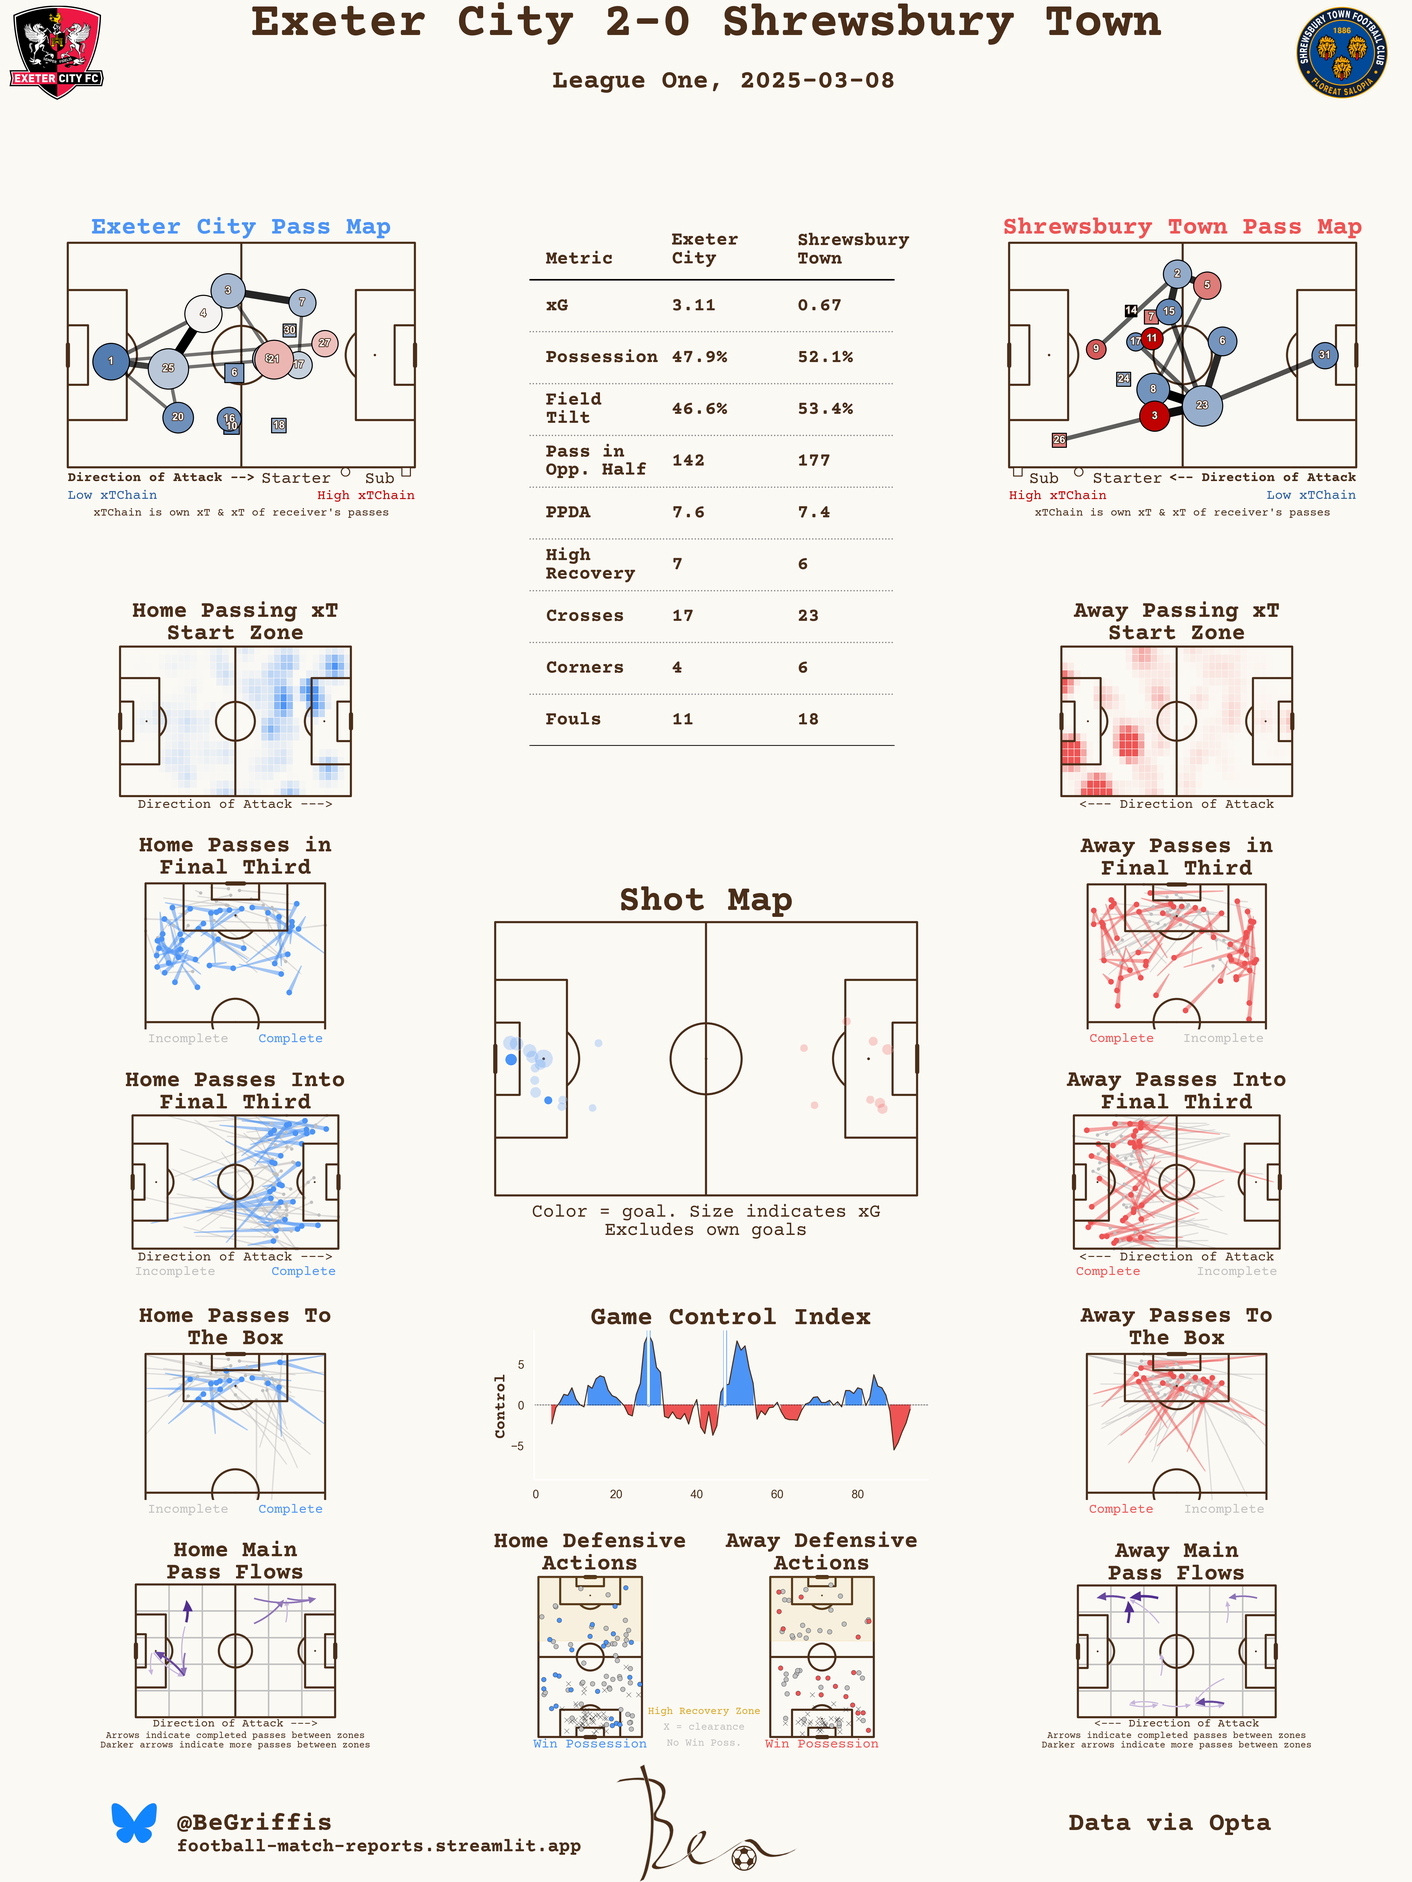 Exeter City 2-0 Shrewsbury Town
League One, 2025-03-08
EXETER CITY FC
SHREWSBURY TOWN FOOTBALL CLUB
1886
FLOREAT SALOPIA
Exeter City Pass Map
3
7
4
30
27
1
25
21
17
6
20
16
10
18
Direction of Attack --> Starter Sub
Low xTChain High xTChain
xTChain is own xT & xT of receiver's passes
Metric Exeter City Shrewsbury Town
xG 3.11 0.67
Possession 47.9% 52.1%
Field Tilt 46.6% 53.4%
Pass in Opp. Half 142 177
PPDA 7.6 7.4
High Recovery 7 6
Crosses 17 23
Corners 4 6
Fouls 11 18
Shrewsbury Town Pass Map
2
5
14
7
15
9
17
11
6
31
24
8
3
23
26
Sub Starter <-- Direction of Attack
High xTChain Low xTChain
xTChain is own xT & xT of receiver's passes
Home Passing xT
Start Zone
Direction of Attack --->
Away Passing xT
Start Zone
<--- Direction of Attack
Home Passes in
Final Third
Incomplete Complete
Away Passes in
Final Third
Complete Incomplete
Shot Map
Color = goal. Size indicates xG
Excludes own goals
Home Passes Into
Final Third
Direction of Attack --->
Incomplete Complete
Away Passes Into
Final Third
<--- Direction of Attack
Complete Incomplete
Home Passes To
The Box
Incomplete Complete
Game Control Index
Control
5
0
−5
0 20 40 60 80
Away Passes To
The Box
Complete Incomplete
Home Main
Pass Flows
Direction of Attack --->
Arrows indicate completed passes between zones
Darker arrows indicate more passes between zones
Home Defensive
Actions
Win Possession
High Recovery Zone
X = clearance
No Win Poss.
Away Defensive
Actions
Win Possession
Away Main
Pass Flows
<--- Direction of Attack
Arrows indicate completed passes between zones
Darker arrows indicate more passes between zones
@BeGriffis
football-match-reports.streamlit.app
Ben
Data via Opta